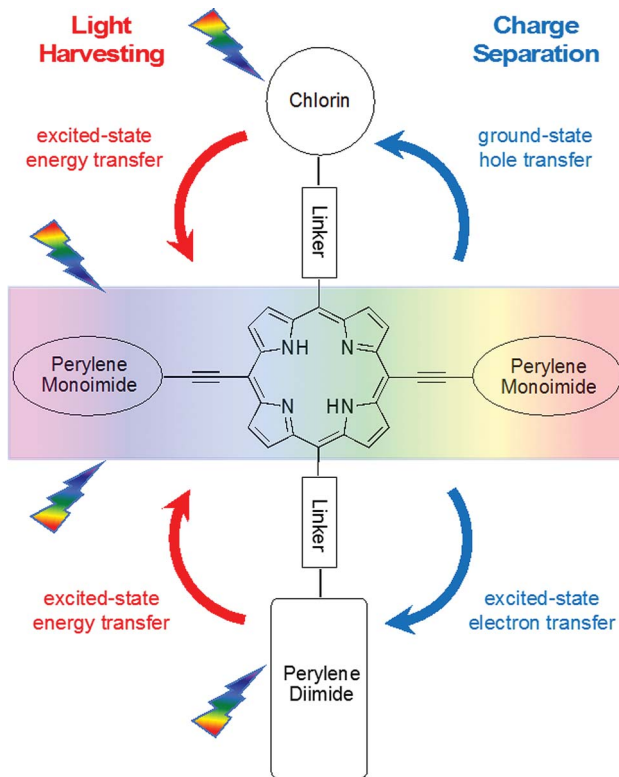 Light
Harvesting
Charge
Separation
Chlorin
excited-state
energy transfer
ground-state
hole transfer
Linker
Perylene
Monoimide
NH
N
N
HN
Perylene
Monoimide
Linker
excited-state
energy transfer
excited-state
electron transfer
Perylene
Diimide